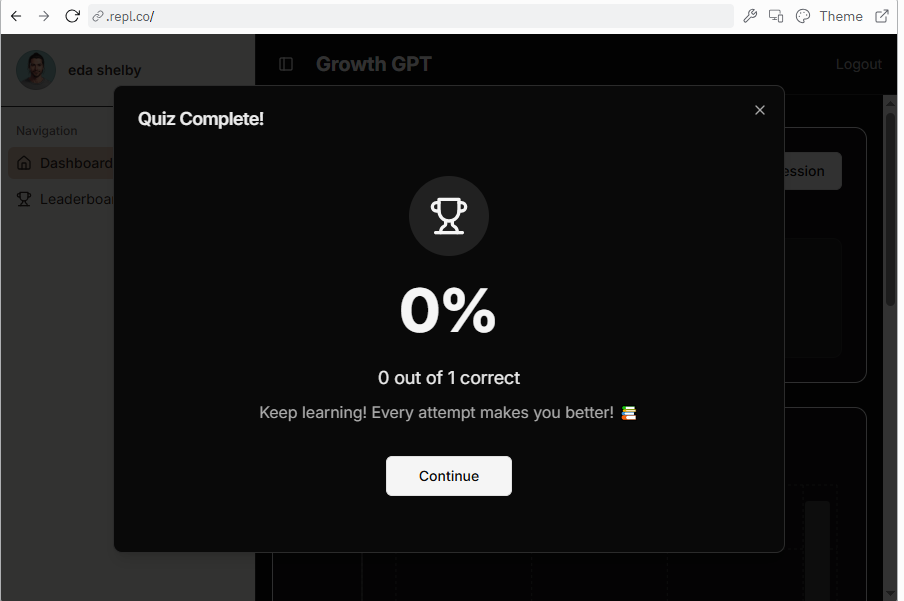 .repl.co/
Theme
eda shelby
Growth GPT
Logout
Quiz Complete!
Navigation
Dashboard
ession
Leaderboa
0%
0 out of 1 correct
Keep learning! Every attempt makes you better! 📚
Continue